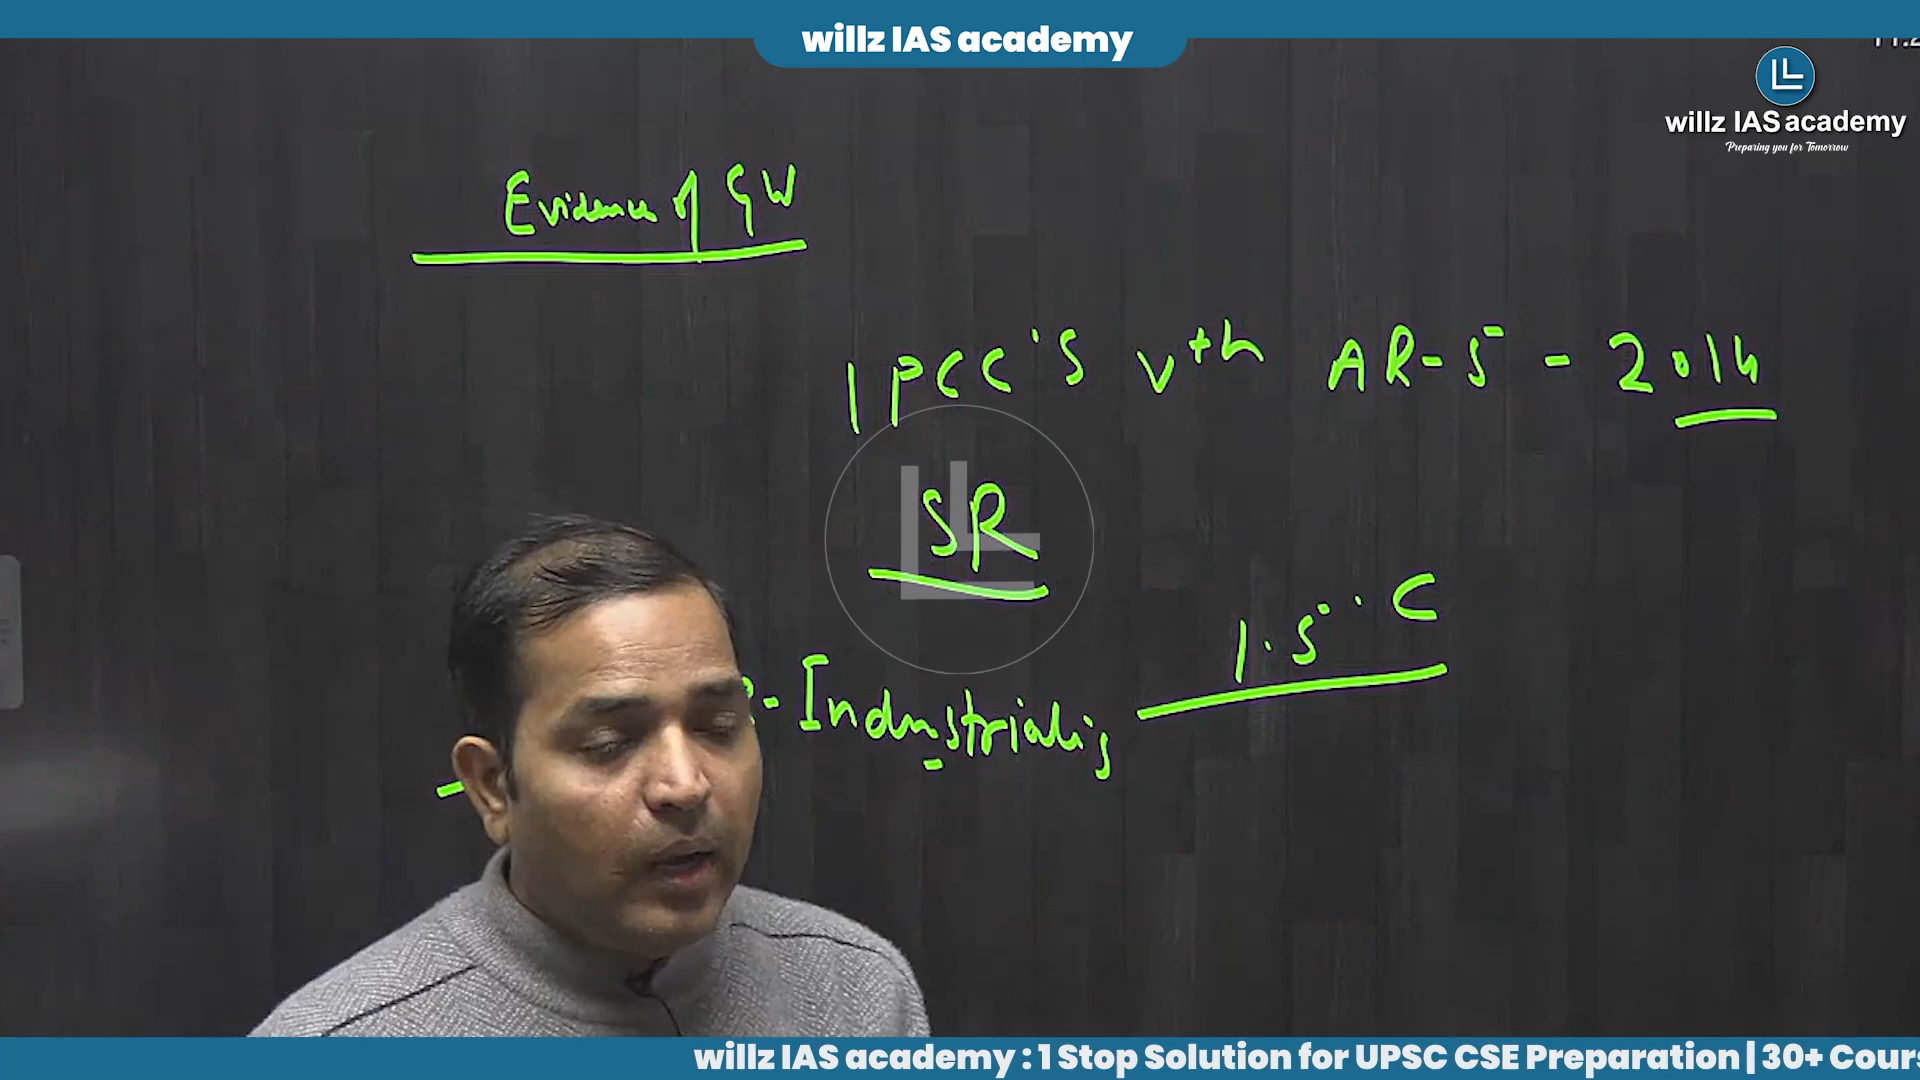 willz IAS academy
willz IAS academy
Preparing you for Tomorrow
Evidence of GW
IPCC'S Vth AR-5 - 2014
SR
1.5°C
- Industrialis
willz IAS academy : 1 Stop Solution for UPSC CSE Preparation | 30+ Cours